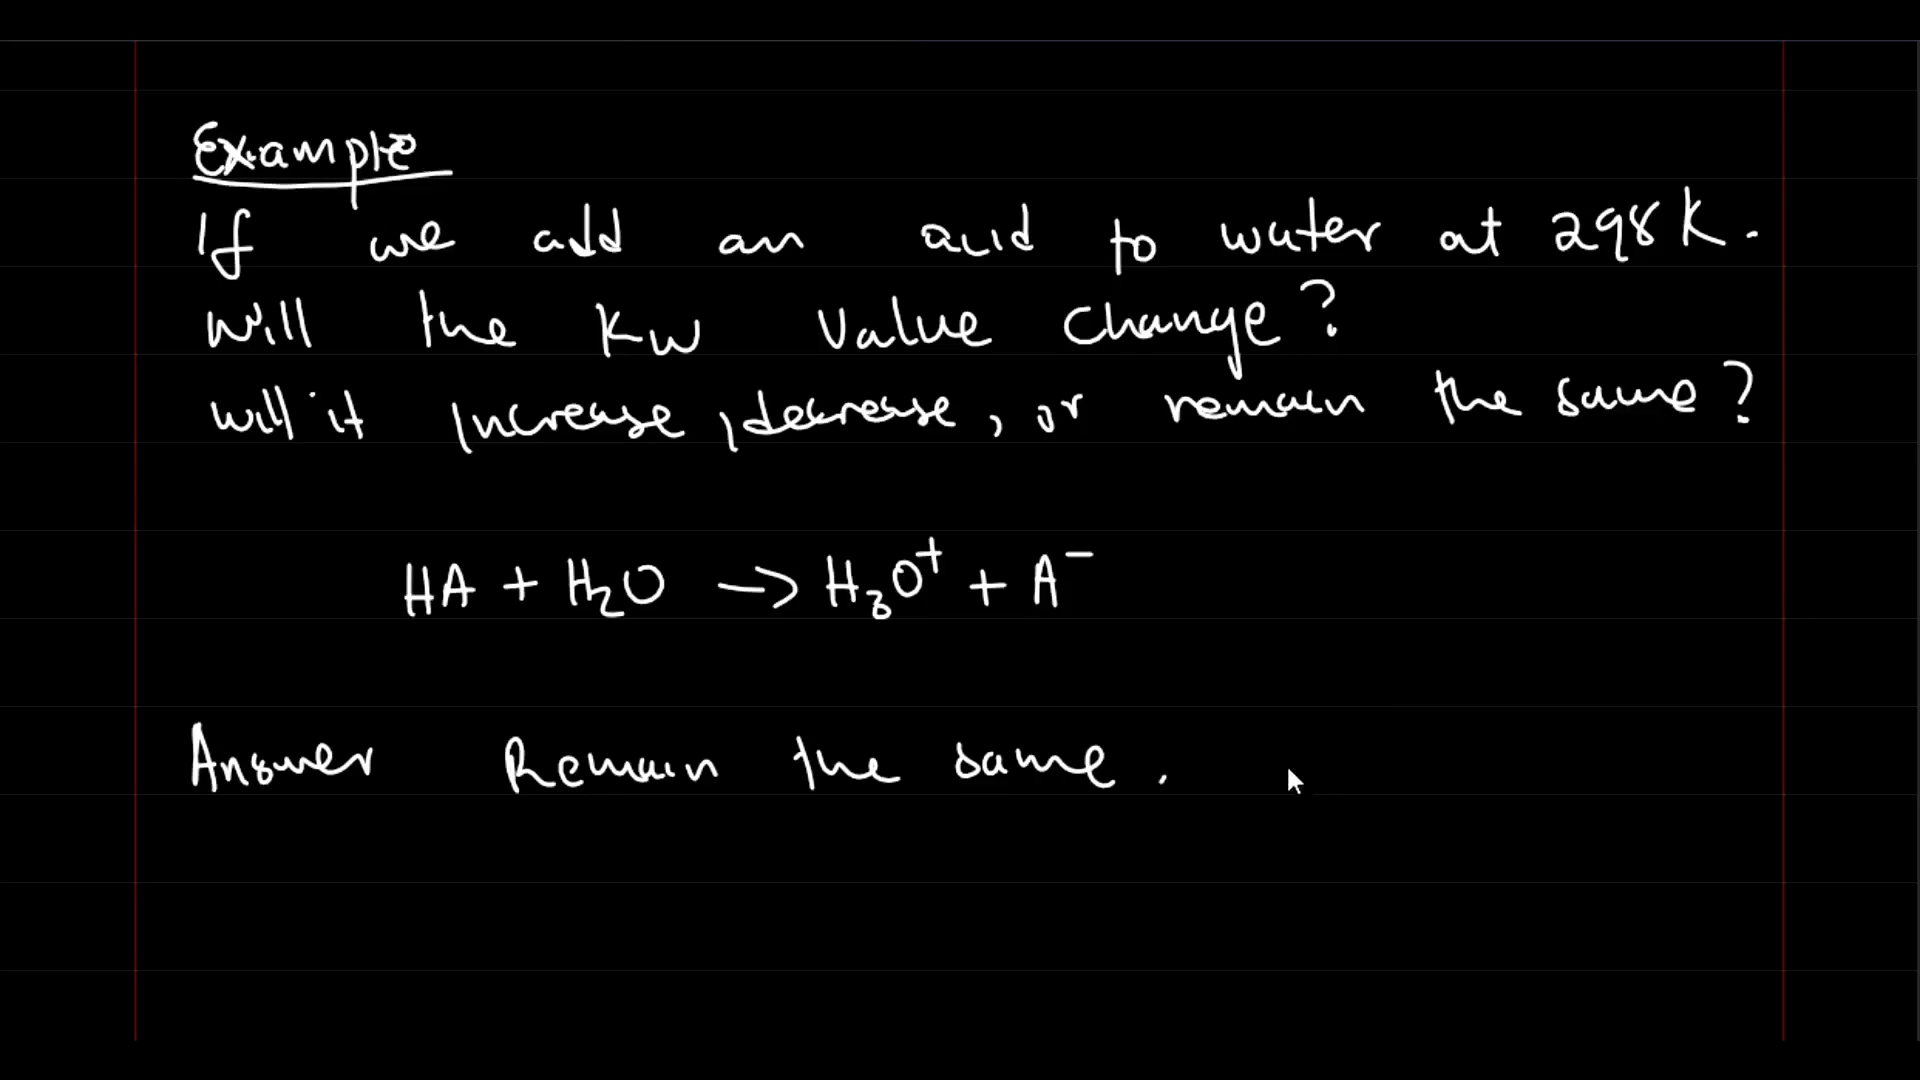 Example
If we add an acid to water at 298K.
Will the Kw value change?
will it increase, decrease, or remain the same?
HA + H₂O → H₃O⁺ + A⁻
Answer Remain the same.